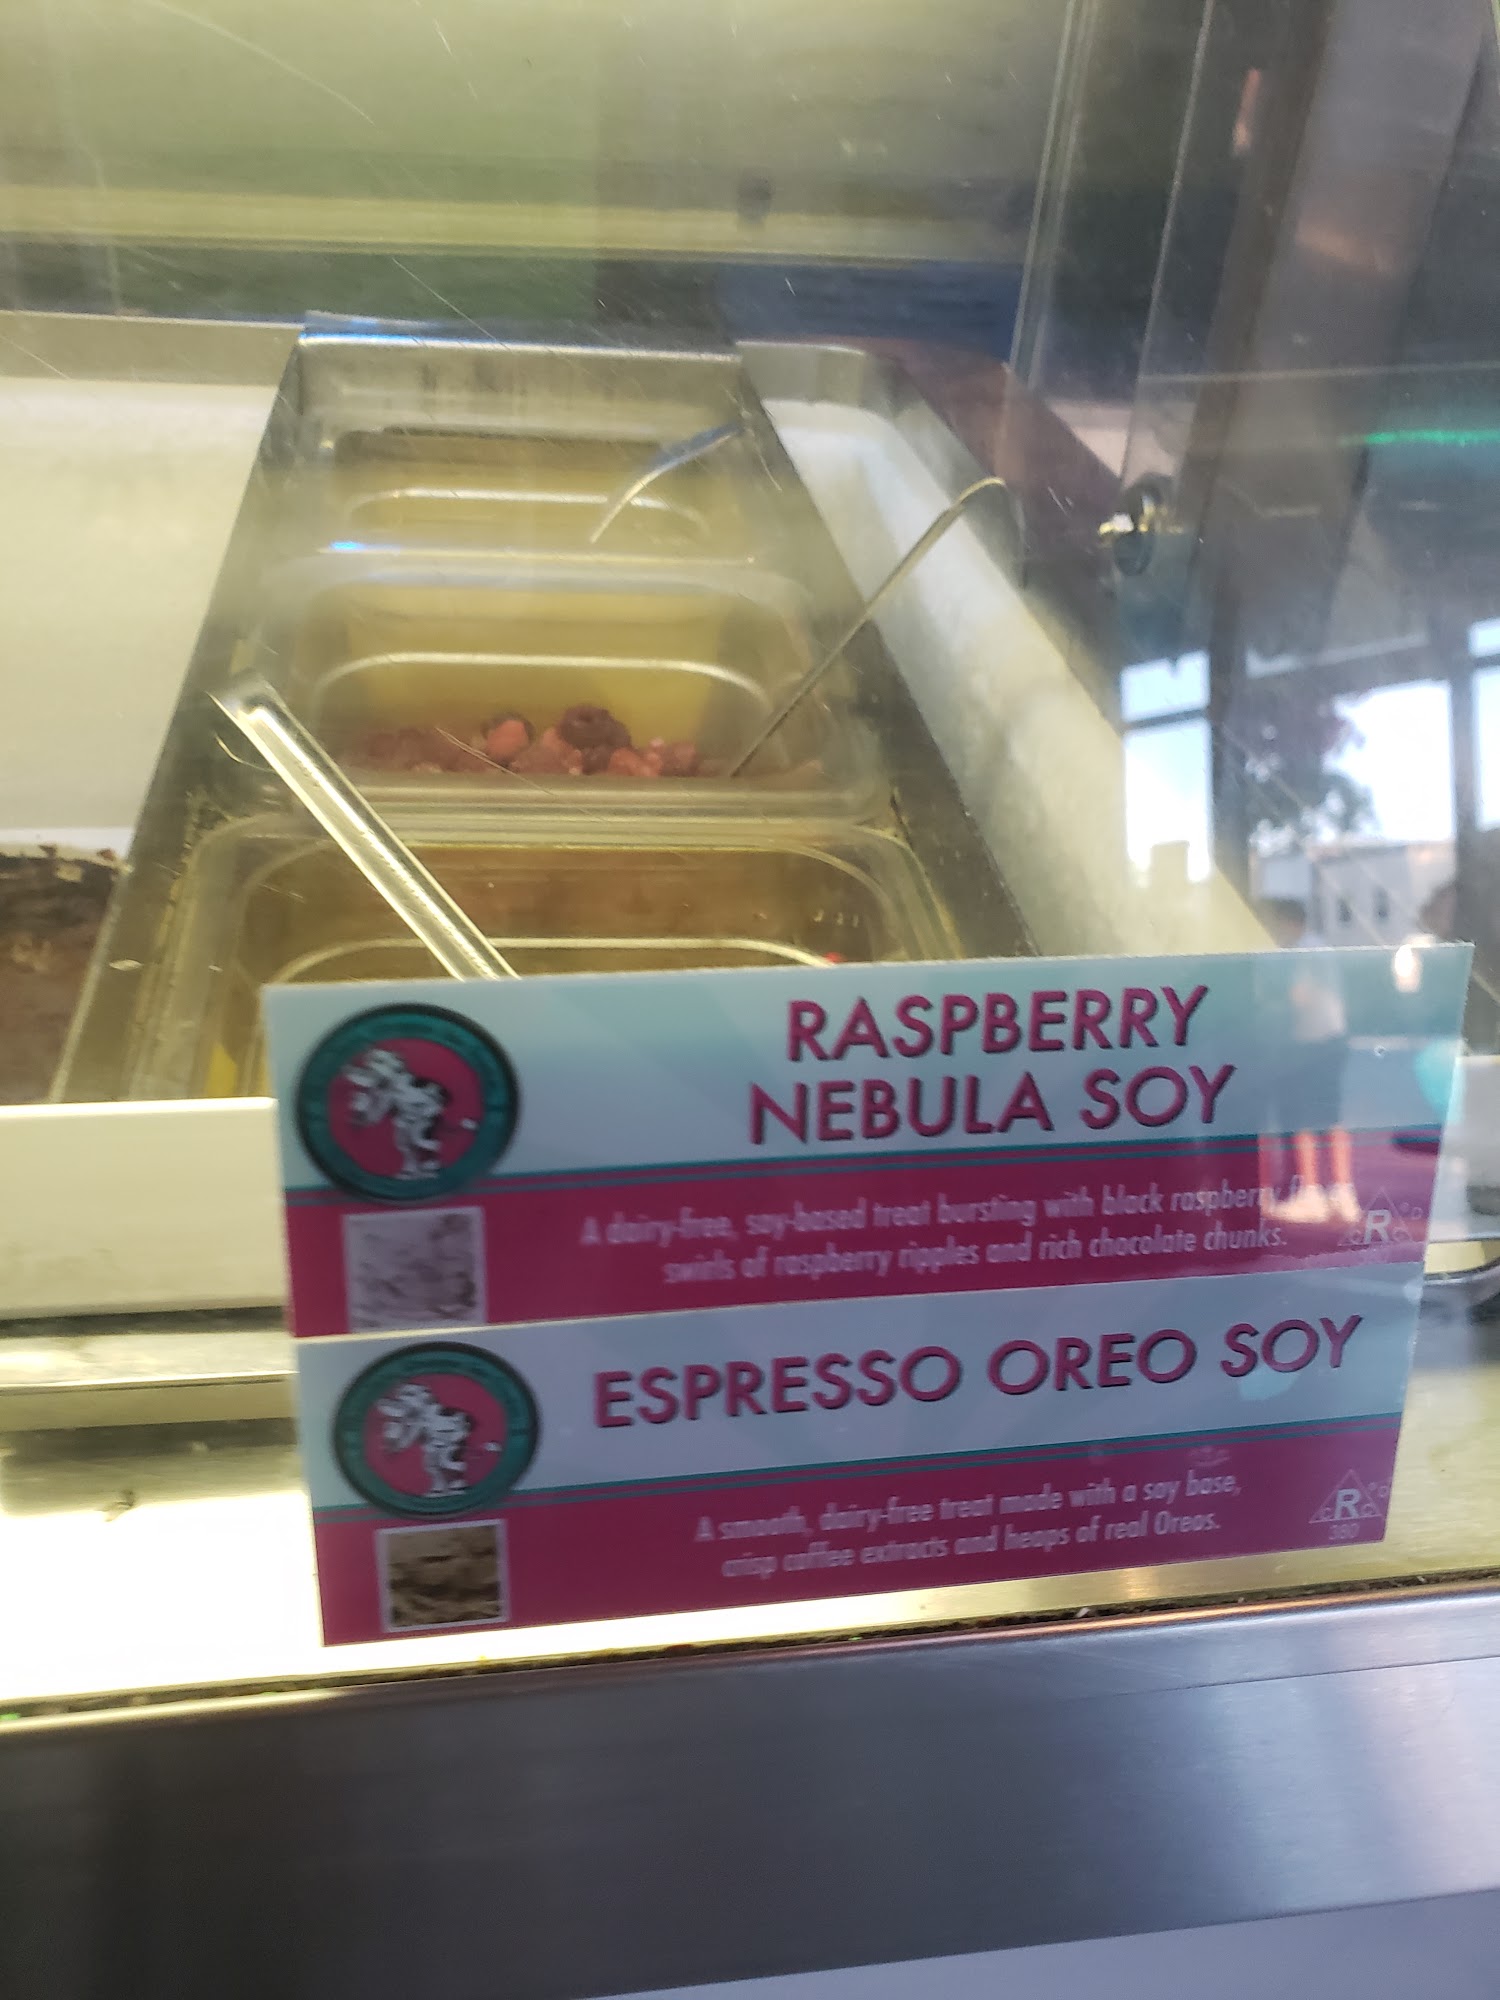 RASPBERRY
NEBULA SOY
A dairy-free, soy-based treat bursting with black raspberry
swirls of raspberry ripples and rich chocolate chunks.
R
ESPRESSO OREO SOY
A smooth, dairy-free treat made with a soy base,
crisp coffee extracts and heaps of real Oreos.
CRC
380